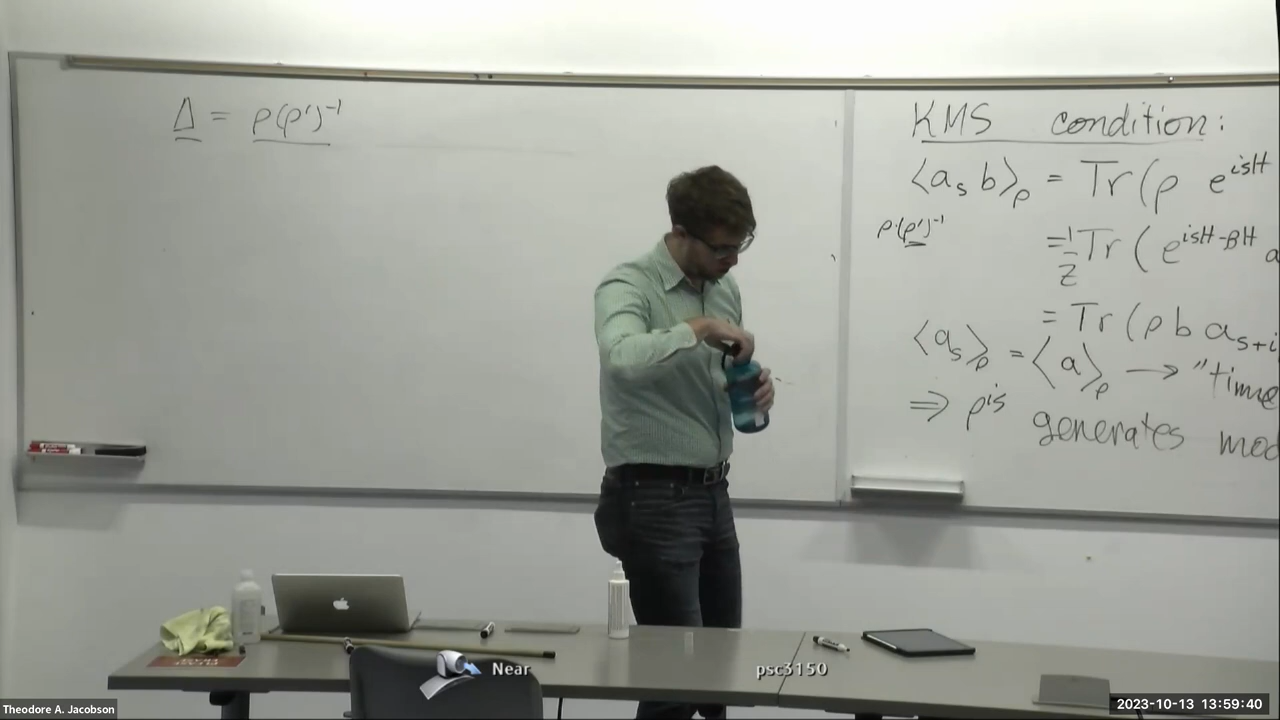 Δ = ρ(ρ')⁻¹
KMS condition:
⟨a_s b⟩_ρ = Tr(ρ e^{isH}
ρ·(ρ')⁻¹
= 1/Z Tr(e^{isH-βH} a
= Tr(ρ b a_{s+i
⟨a_s⟩_ρ = ⟨a⟩_ρ → "time
⇒ ρ^{is} generates mod
Near
psc3150
Theodore A. Jacobson
2023-10-13 13:59:40